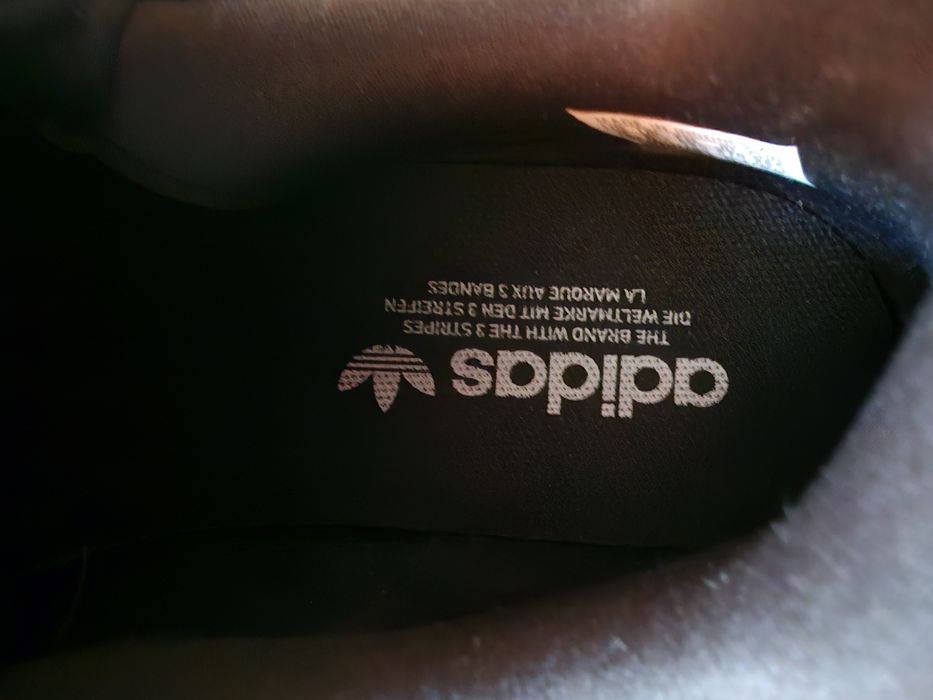 adidas
THE BRAND WITH THE 3 STRIPES
DIE WELTMARKE MIT DEN 3 STREIFEN
LA MARQUE AUX 3 BANDES